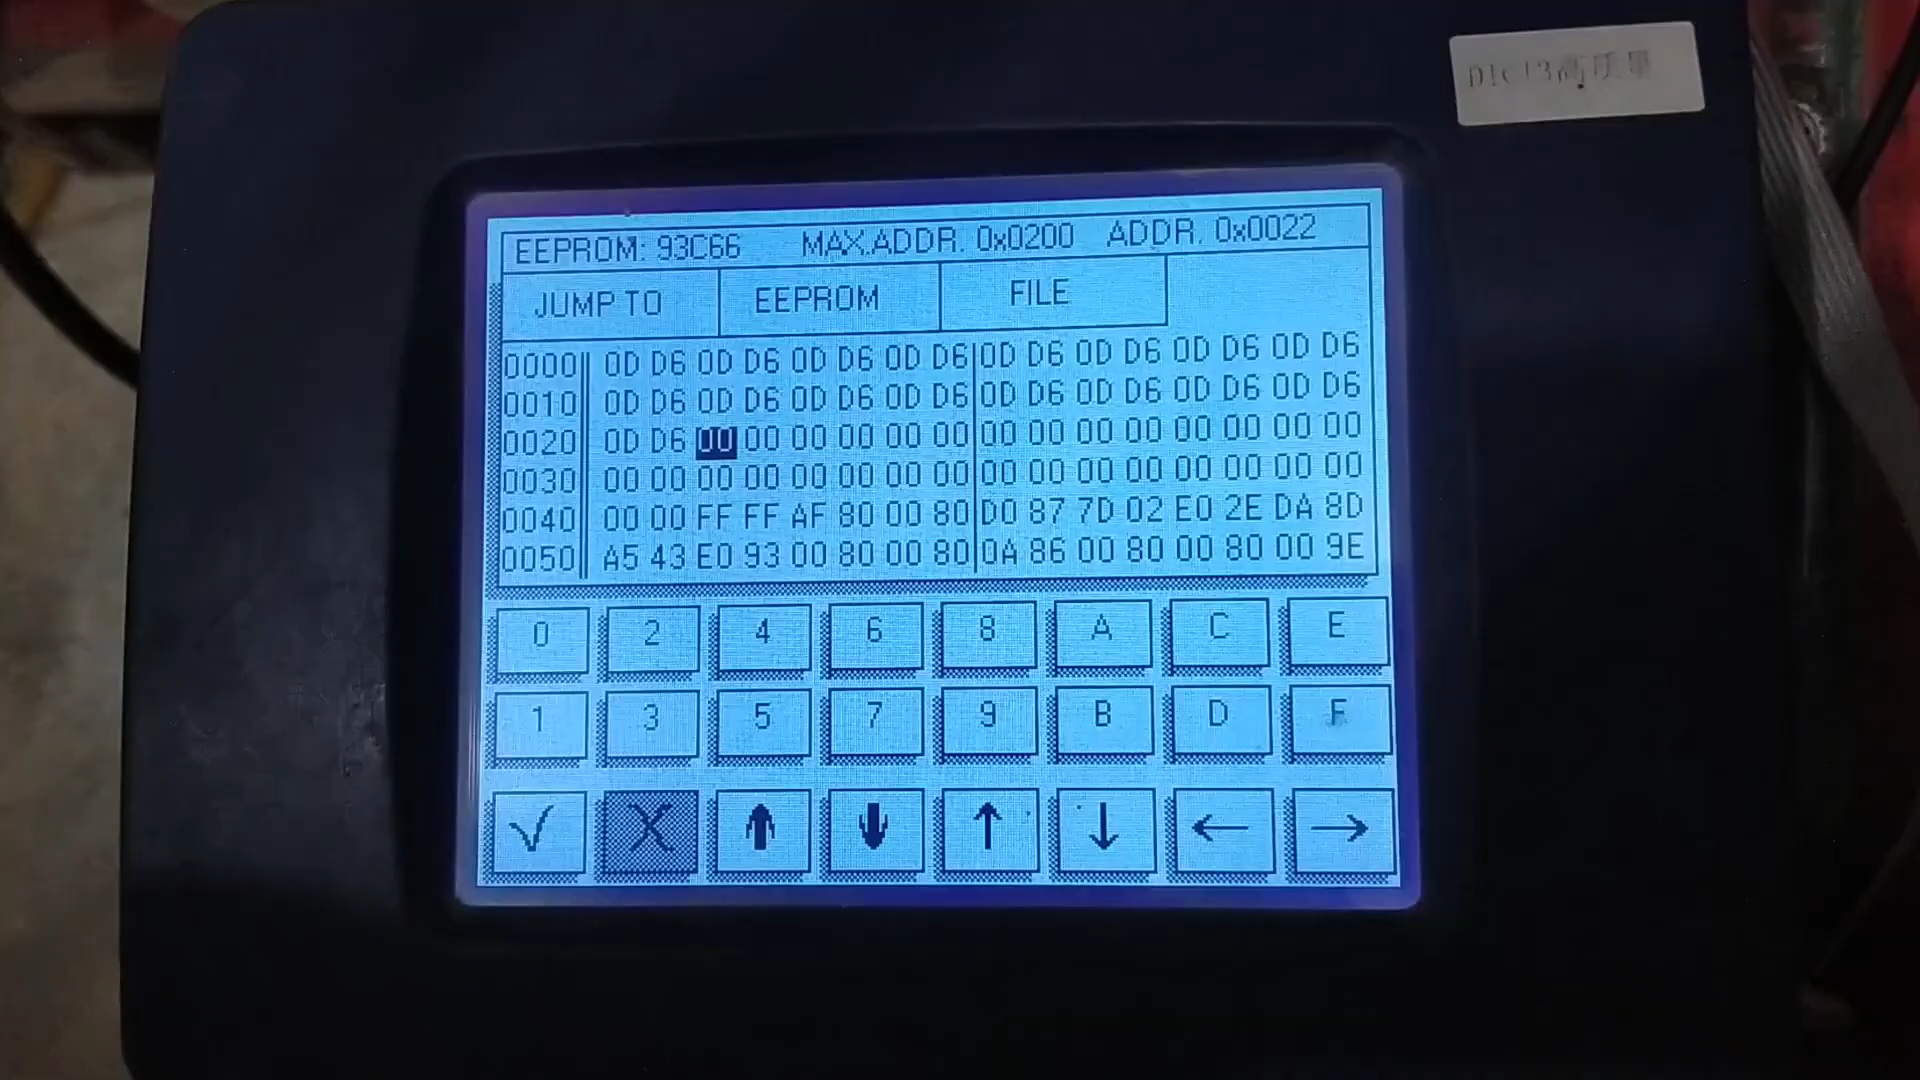 D!c!3高质量
EEPROM: 93C66 MAX.ADDR. 0x0200 ADDR. 0x0022
JUMP TO EEPROM FILE
0000 0D D6 0D D6 0D D6 0D D6 0D D6 0D D6 0D D6 0D D6
0010 0D D6 0D D6 0D D6 0D D6 0D D6 0D D6 0D D6 0D D6
0020 0D D6 00 00 00 00 00 00 00 00 00 00 00 00 00 00
0030 00 00 00 00 00 00 00 00 00 00 00 00 00 00 00 00
0040 00 00 FF FF AF 80 00 80 D0 87 7D 02 E0 2E DA 8D
0050 A5 43 E0 93 00 80 00 80 0A 86 00 80 00 80 00 9E
0 2 4 6 8 A C E
1 3 5 7 9 B D F
√ X ↑ ↓ ↑ ↓ ← →